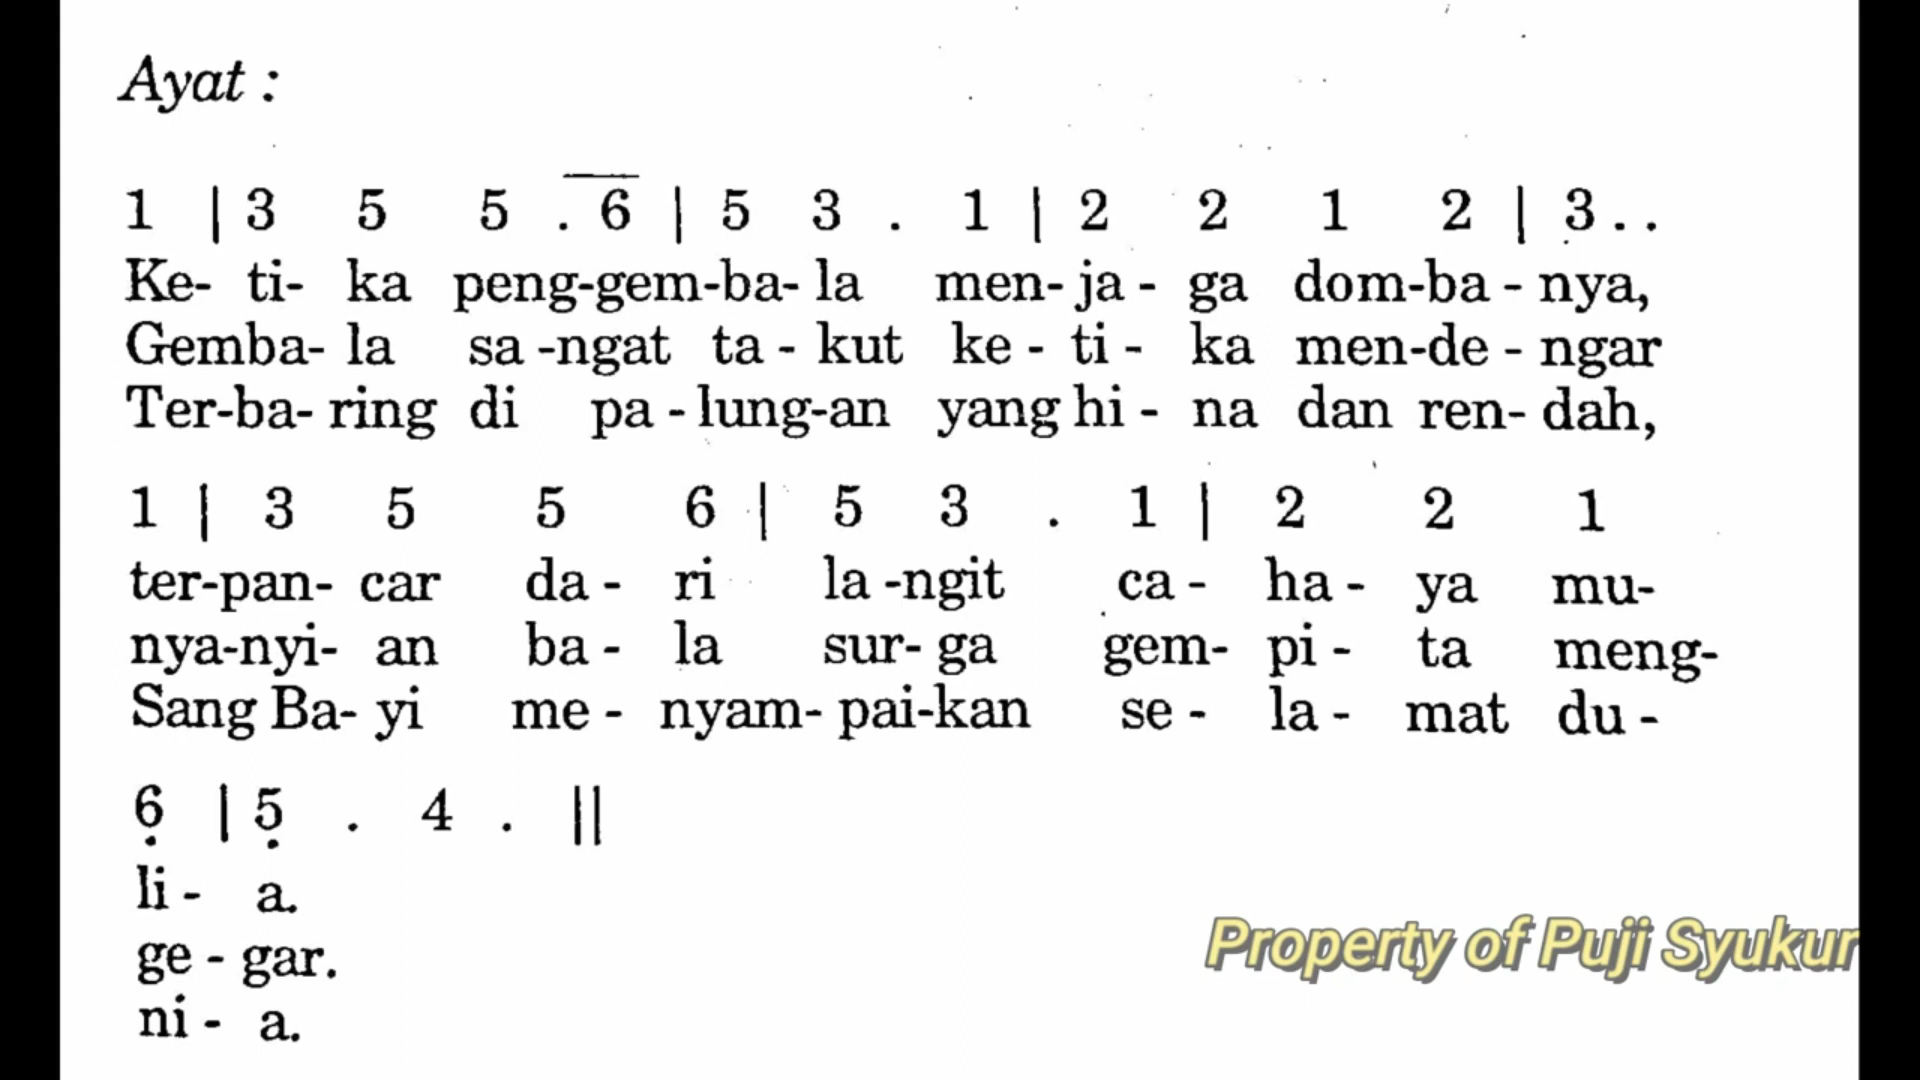 Ayat :
1 | 3 5 5 . 6 | 5 3 . 1 | 2 2 1 2 | 3 . .
Ke- ti- ka peng-gem-ba- la men- ja - ga dom-ba - nya,
Gemba- la sa -ngat ta - kut ke - ti - ka men-de - ngar
Ter-ba- ring di pa - lung-an yang hi - na dan ren- dah,
1 | 3 5 5 6 | 5 3 . 1 | 2 2 1
ter-pan- car da - ri la -ngit ca - ha - ya mu-
nya-nyi- an ba - la sur- ga gem- pi - ta meng-
Sang Ba- yi me - nyam- pai-kan se - la - mat du -
6̣ | 5̣ . 4 . ||
li - a.
ge - gar.
ni - a.
Property of Puji Syukur